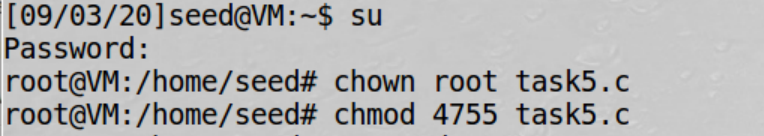 [09/03/20]seed@VM:~$ su
Password:
root@VM:/home/seed# chown root task5.c
root@VM:/home/seed# chmod 4755 task5.c